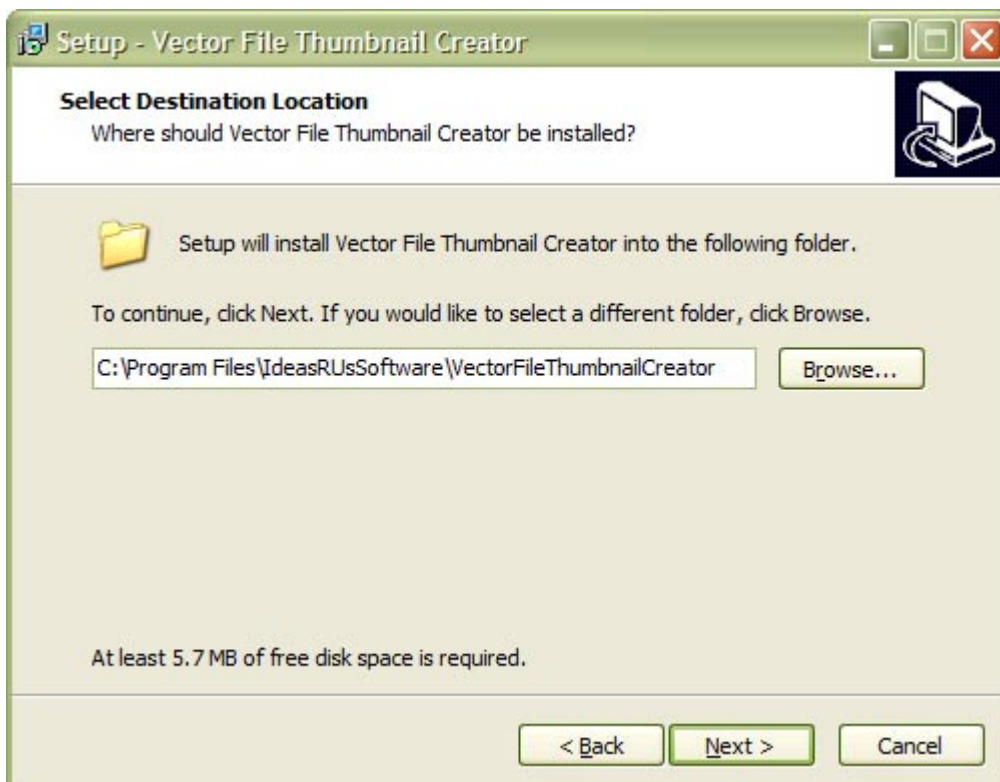 Setup - Vector File Thumbnail Creator
Select Destination Location
Where should Vector File Thumbnail Creator be installed?
Setup will install Vector File Thumbnail Creator into the following folder.
To continue, click Next. If you would like to select a different folder, click Browse.
C:\Program Files\IdeasRUsSoftware\VectorFileThumbnailCreator
Browse...
At least 5.7 MB of free disk space is required.
< Back Next > Cancel